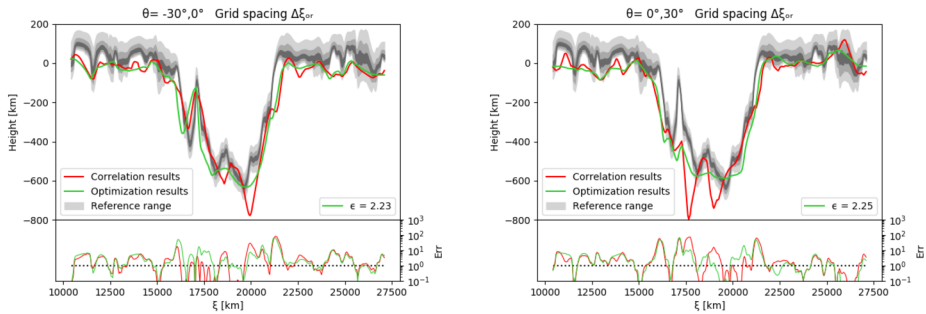 θ= -30°,0°   Grid spacing Δξₒᵣ
200
0
−200
−400
−600
−800
Height [km]
Correlation results
Optimization results
Reference range
ϵ = 2.23
10³
10²
10¹
10⁰
10⁻¹
Err
10000 12500 15000 17500 20000 22500 25000 27500
ξ [km]
θ= 0°,30°   Grid spacing Δξₒᵣ
200
0
−200
−400
−600
−800
Height [km]
Correlation results
Optimization results
Reference range
ϵ = 2.25
10³
10²
10¹
10⁰
10⁻¹
Err
10000 12500 15000 17500 20000 22500 25000 27500
ξ [km]